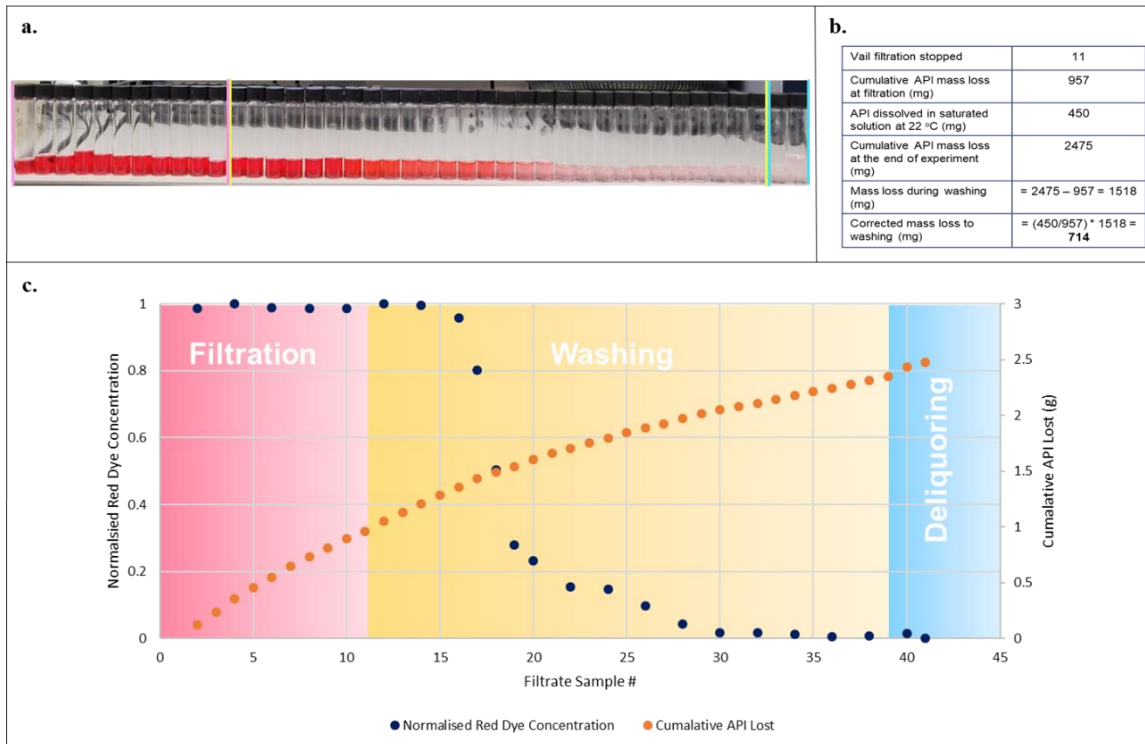 a.
b.
Vail filtration stopped 11
Cumulative API mass loss
at filtration (mg) 957
API dissolved in saturated
solution at 22 °C (mg) 450
Cumulative API mass loss
at the end of experiment
(mg) 2475
Mass loss during washing
(mg) = 2475 – 957 = 1518
Corrected mass loss to
washing (mg) = (450/957) * 1518 =
714
c.
Filtration
Washing
Deliquoring
Normalsied Red Dye Concentration
1
0.8
0.6
0.4
0.2
0
Cumalative API Lost (g)
3
2.5
2
1.5
1
0.5
0
0 5 10 15 20 25 30 35 40 45
Filtrate Sample #
Normalised Red Dye Concentration
Cumalative API Lost